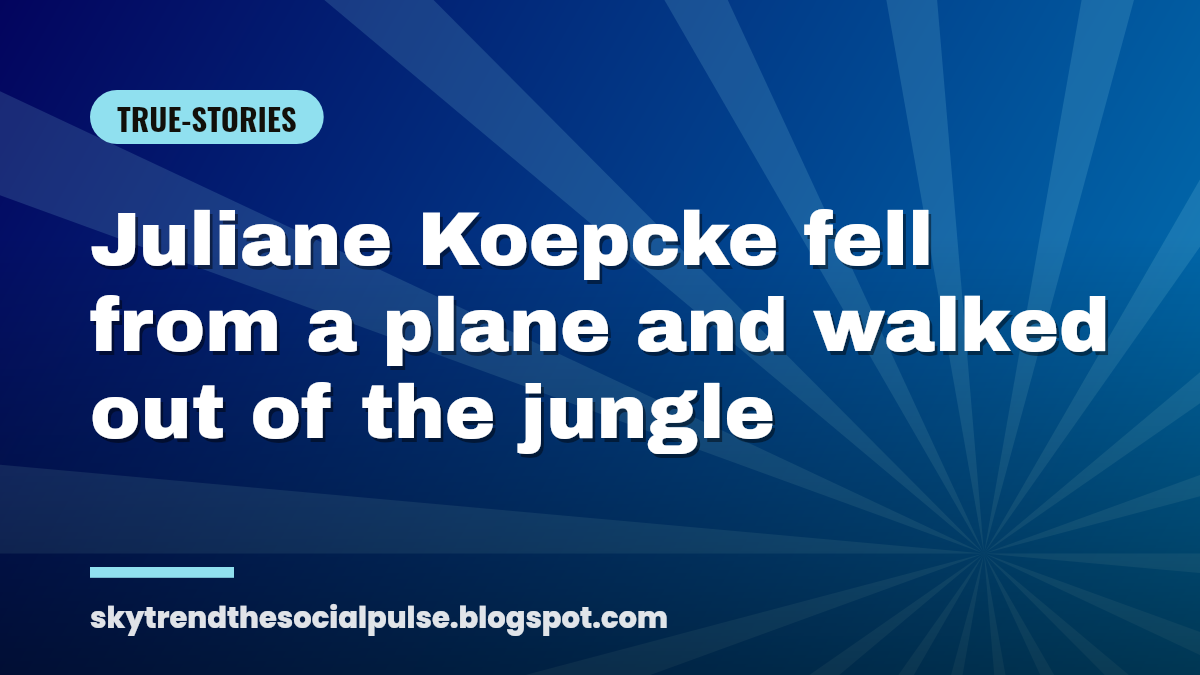 TRUE-STORIES
Juliane Koepcke fell
from a plane and walked
out of the jungle
skytrendthesocialpulse.blogspot.com